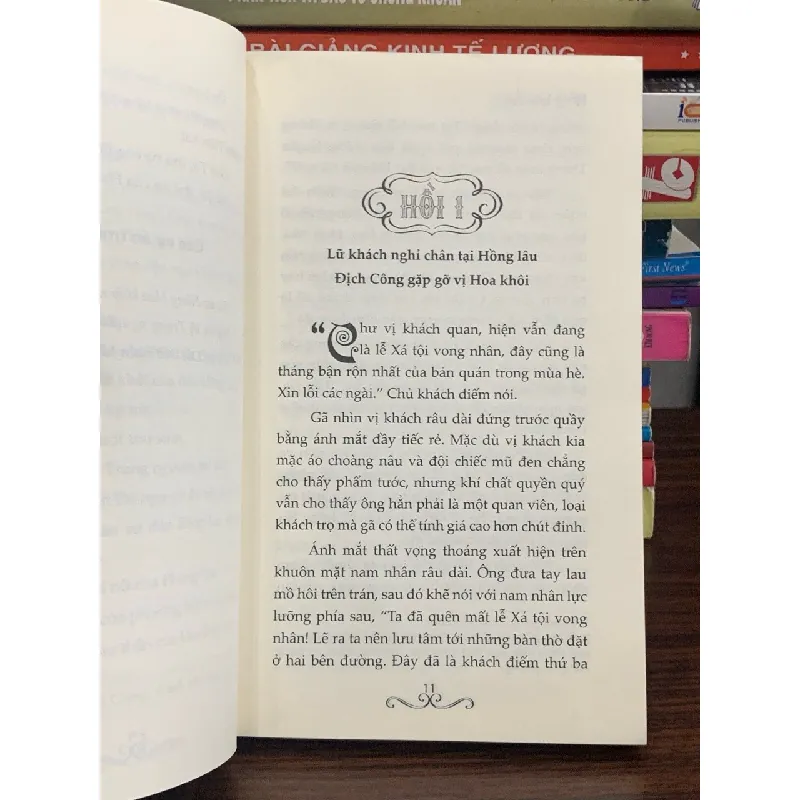 BÀI GIẢNG KINH TẾ LƯỢNG
First News
HỒI 1
Lữ khách nghỉ chân tại Hồng lâu
Địch Công gặp gỡ vị Hoa khôi
“Chư vị khách quan, hiện vẫn đang
là lễ Xá tội vong nhân, đây cũng là
tháng bận rộn nhất của bản quán trong mùa hè.
Xin lỗi các ngài.” Chủ khách điếm nói.
Gã nhìn vị khách râu dài đứng trước quầy
bằng ánh mắt đầy tiếc rẻ. Mặc dù vị khách kia
mặc áo choàng nâu và đội chiếc mũ đen chẳng
cho thấy phẩm tước, nhưng khí chất quyền quý
vẫn cho thấy ông hẳn phải là một quan viên, loại
khách trọ mà gã có thể tính giá cao hơn chút đỉnh.
Ánh mắt thất vọng thoáng xuất hiện trên
khuôn mặt nam nhân râu dài. Ông đưa tay lau
mồ hôi trên trán, sau đó khẽ nói với nam nhân lực
lưỡng phía sau, “Ta đã quên mất lễ Xá tội vong
nhân! Lẽ ra ta nên lưu tâm tới những bàn thờ đặt
ở hai bên đường. Đây đã là khách điếm thứ ba
11